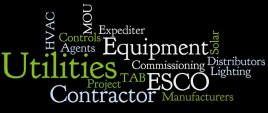 HVAC
MOU
Expediter
Controls
Agents
Equipment
Solar
Commissioning
Distributors
Utilities
Lighting
Project
TAB
ESCO
Contractor
Manufacturers